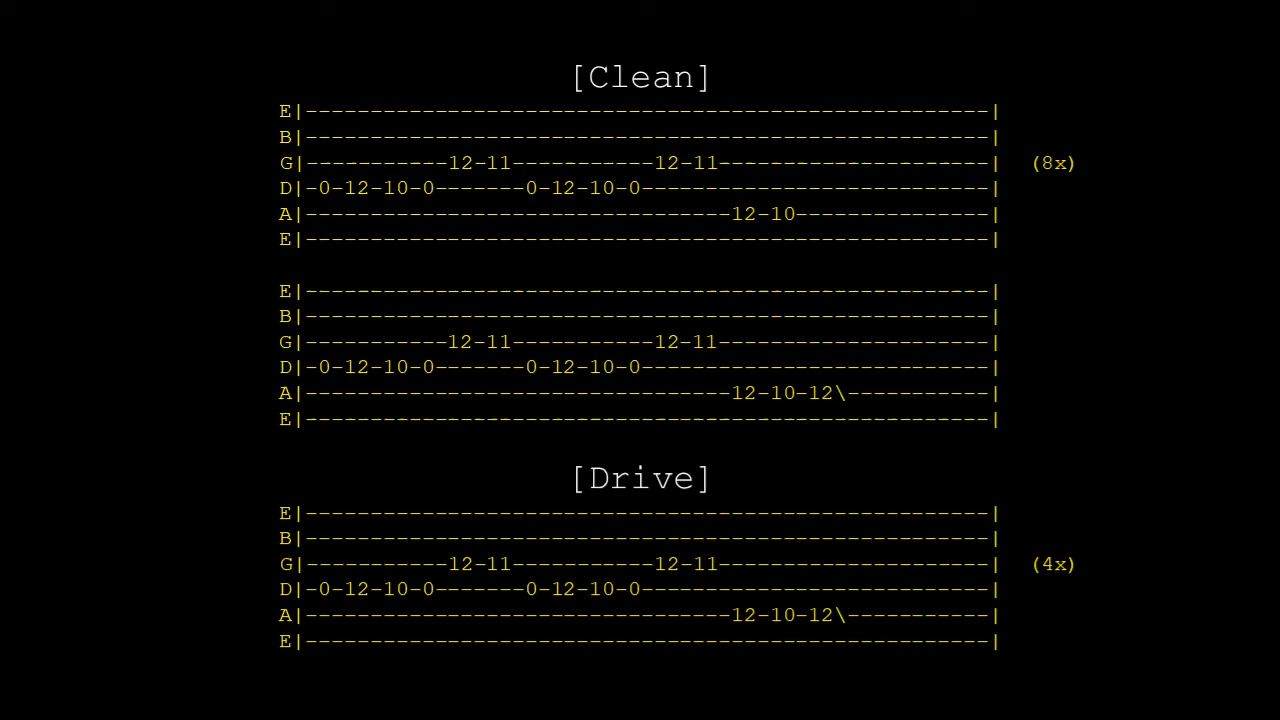 [Clean]
E|-----------------------------------------------------|
B|-----------------------------------------------------|
G|-----------12-11-----------12-11---------------------| (8x)
D|-0-12-10-0-------0-12-10-0---------------------------|
A|---------------------------------12-10---------------|
E|-----------------------------------------------------|
E|-----------------------------------------------------|
B|-----------------------------------------------------|
G|-----------12-11-----------12-11---------------------|
D|-0-12-10-0-------0-12-10-0---------------------------|
A|---------------------------------12-10-12\-----------|
E|-----------------------------------------------------|
[Drive]
E|-----------------------------------------------------|
B|-----------------------------------------------------|
G|-----------12-11-----------12-11---------------------| (4x)
D|-0-12-10-0-------0-12-10-0---------------------------|
A|---------------------------------12-10-12\-----------|
E|-----------------------------------------------------|